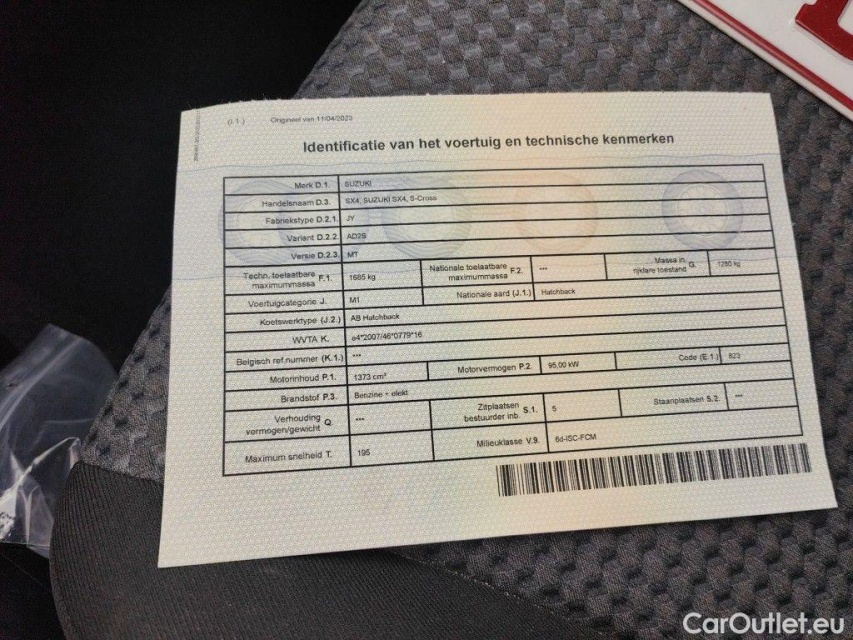 (I.1.) Origineel van 11/04/2023
Identificatie van het voertuig en technische kenmerken
Merk D.1. SUZUKI
Handelsnaam D.3. SX4, SUZUKI SX4, S-Cross
Fabriekstype D.2.1. JY
Variant D.2.2. AD2S
Versie D.2.3. MT
Techn. toelaatbare maximummassa F.1. 1685 kg Nationale toelaatbare maximummassa F.2. --- Massa in rijklare toestand G. 1280 kg
Voertuigcategorie J. M1 Nationale aard (J.1.) Hatchback
Koetswerktype (J.2.) AB Hatchback
WVTA K. e4*2007/46*0779*16
Belgisch ref.nummer (K.1.) ---
Motorinhoud P.1. 1373 cm³ Motorvermogen P.2. 95,00 kW Code (E.1.) 823
Brandstof P.3. Benzine + elekt
Verhouding vermogen/gewicht Q. --- Zitplaatsen bestuurder inb. S.1. 5 Staanplaatsen S.2. ---
Maximum snelheid T. 195 Milieuklasse V.9. 6d-ISC-FCM
CarOutlet.eu